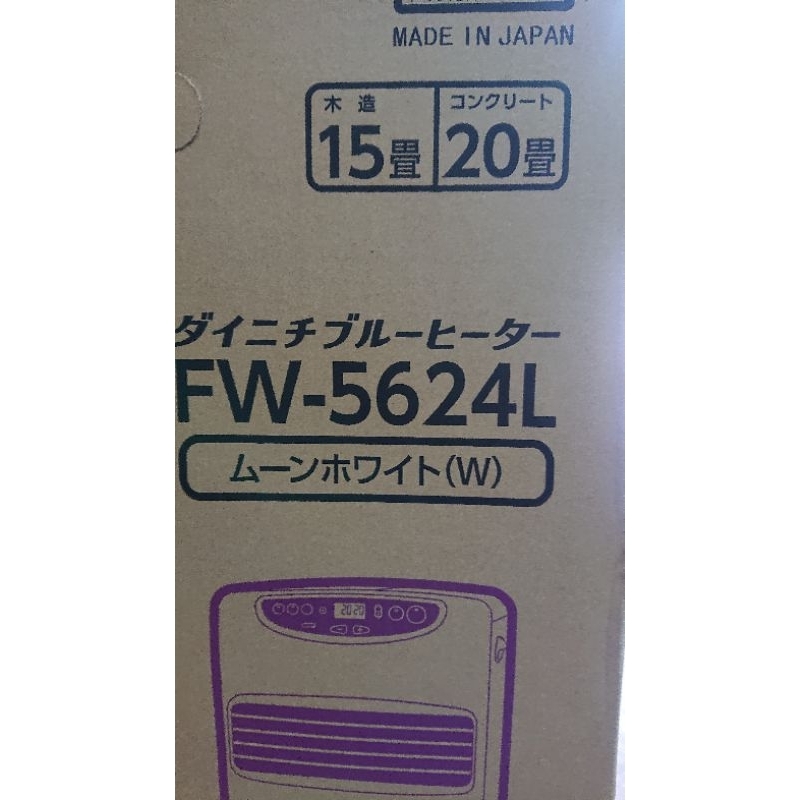 MADE IN JAPAN
木造 コンクリート
15畳 20畳
ダイニチブルーヒーター
FW-5624L
ムーンホワイト(W)
2020